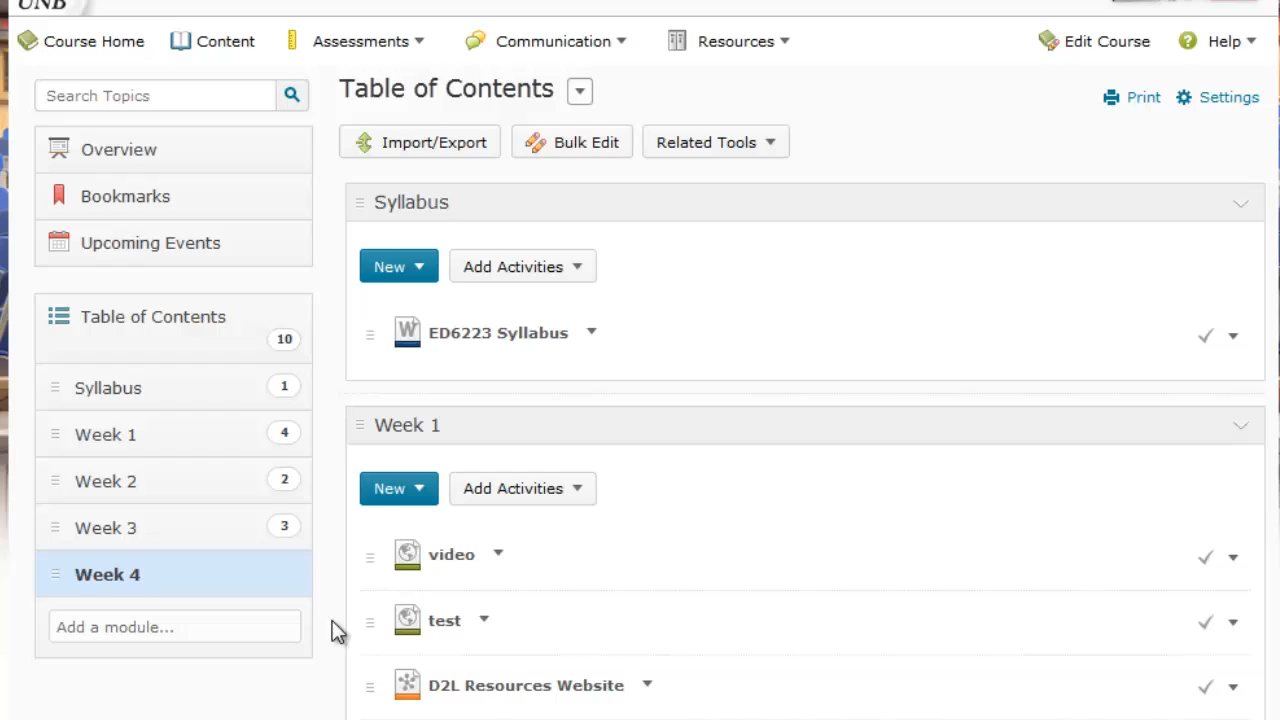 UNB
Course Home Content Assessments Communication Resources Edit Course Help
Search Topics
Table of Contents
Print Settings
Import/Export Bulk Edit Related Tools
Overview
Bookmarks
Upcoming Events
Table of Contents
10
Syllabus 1
Week 1 4
Week 2 2
Week 3 3
Week 4
Add a module...
Syllabus
New Add Activities
W ED6223 Syllabus
Week 1
New Add Activities
video
test
D2L Resources Website